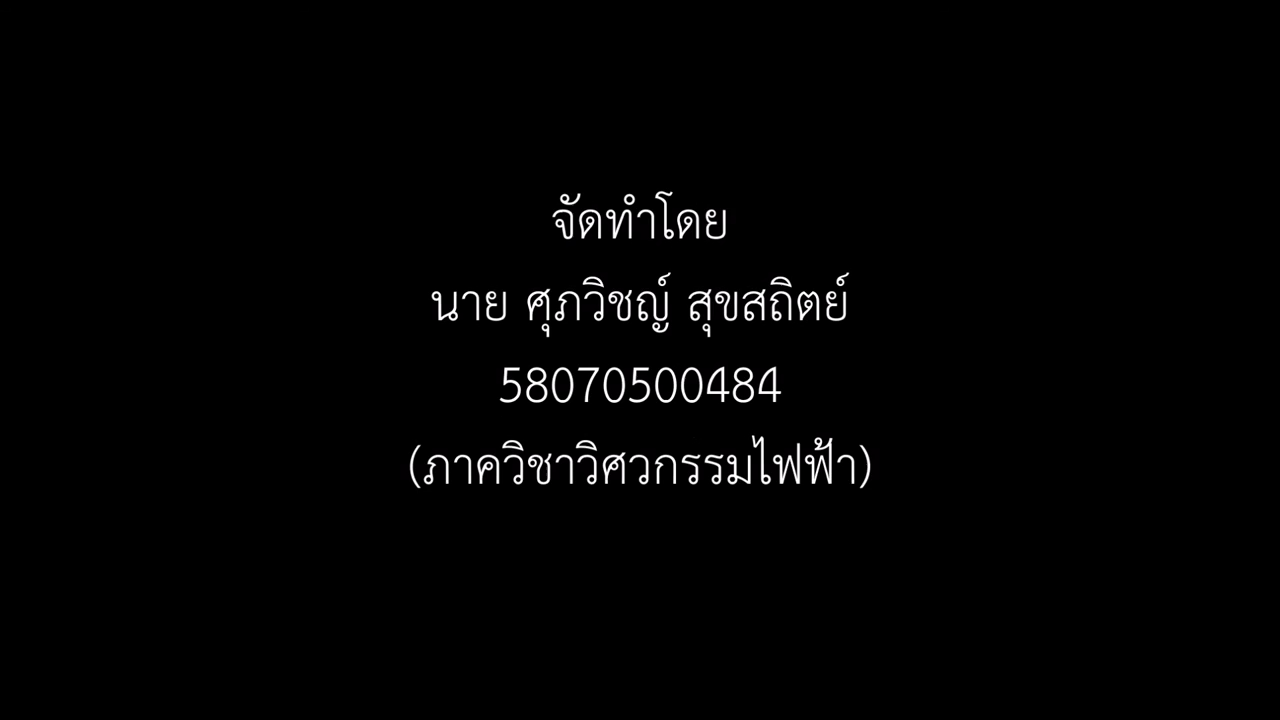 จัดทำโดย
นาย ศุภวิชญ์ สุขสถิตย์
58070500484
(ภาควิชาวิศวกรรมไฟฟ้า)